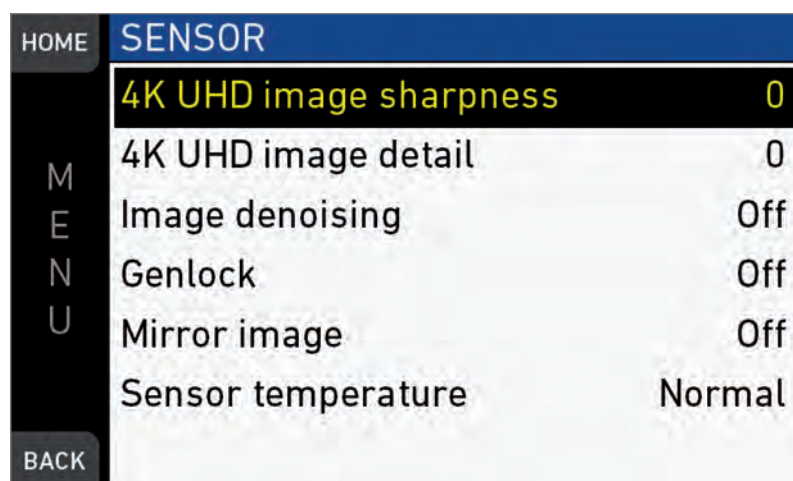 HOME
SENSOR
4K UHD image sharpness 0
4K UHD image detail 0
Image denoising Off
Genlock Off
Mirror image Off
Sensor temperature Normal
MENU
BACK